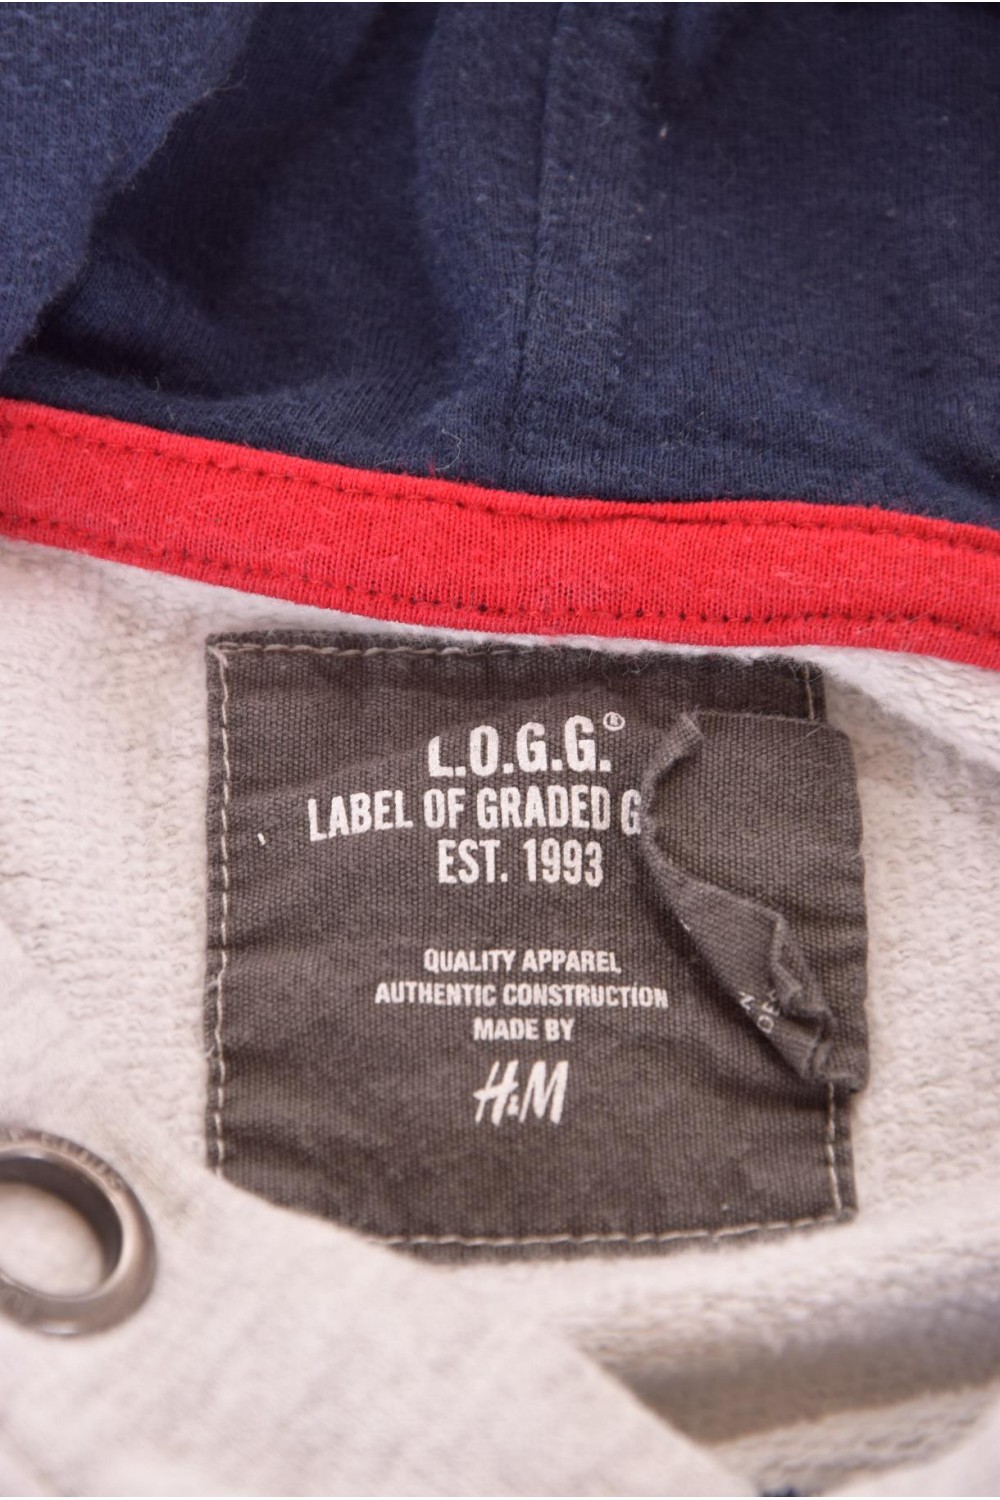 L.O.G.G.®
LABEL OF GRADED G
EST. 1993
QUALITY APPAREL
AUTHENTIC CONSTRUCTION
MADE BY
H&M